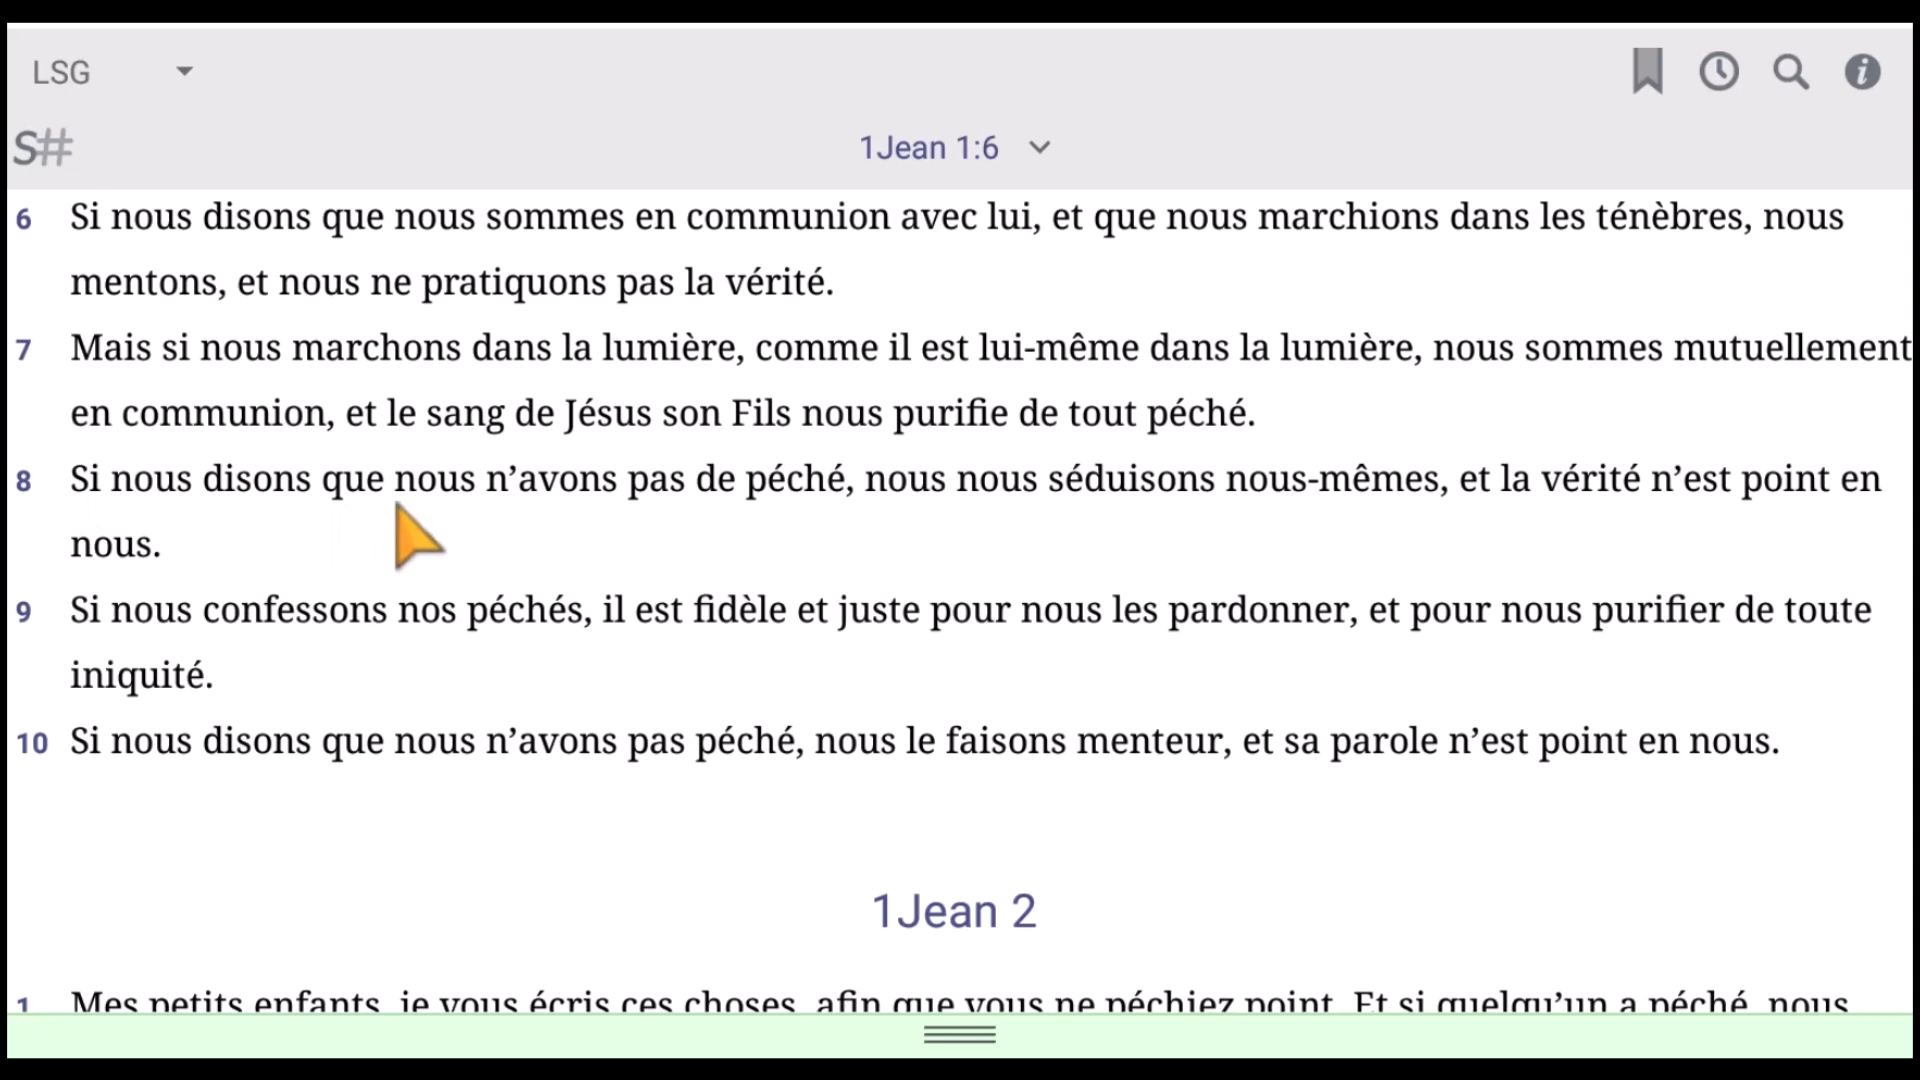 LSG
S#
1Jean 1:6
6 Si nous disons que nous sommes en communion avec lui, et que nous marchions dans les ténèbres, nous
mentons, et nous ne pratiquons pas la vérité.
7 Mais si nous marchons dans la lumière, comme il est lui-même dans la lumière, nous sommes mutuellement
en communion, et le sang de Jésus son Fils nous purifie de tout péché.
8 Si nous disons que nous n’avons pas de péché, nous nous séduisons nous-mêmes, et la vérité n’est point en
nous.
9 Si nous confessons nos péchés, il est fidèle et juste pour nous les pardonner, et pour nous purifier de toute
iniquité.
10 Si nous disons que nous n’avons pas péché, nous le faisons menteur, et sa parole n’est point en nous.
1Jean 2
1 Mes petits enfants, je vous écris ces choses, afin que vous ne péchiez point. Et si quelqu’un a péché, nous